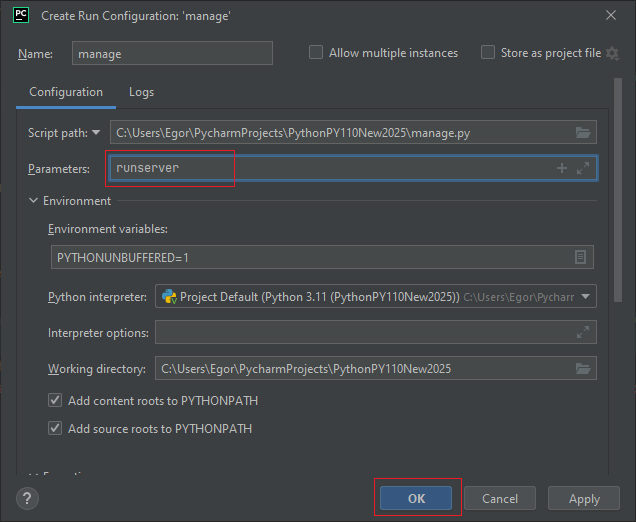 PC Create Run Configuration: 'manage'
Name: manage Allow multiple instances Store as project file
Configuration Logs
Script path: C:\Users\Egor\PycharmProjects\PythonPY110New2025\manage.py
Parameters: runserver
Environment
Environment variables:
PYTHONUNBUFFERED=1
Python interpreter: Project Default (Python 3.11 (PythonPY110New2025)) C:\Users\Egor\Pycharm
Interpreter options:
Working directory: C:\Users\Egor\PycharmProjects\PythonPY110New2025
Add content roots to PYTHONPATH
Add source roots to PYTHONPATH
? OK Cancel Apply